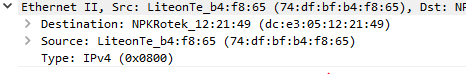 Ethernet II, Src: LiteonTe_b4:f8:65 (74:df:bf:b4:f8:65), Dst: NP
Destination: NPKRotek_12:21:49 (dc:e3:05:12:21:49)
Source: LiteonTe_b4:f8:65 (74:df:bf:b4:f8:65)
Type: IPv4 (0x0800)